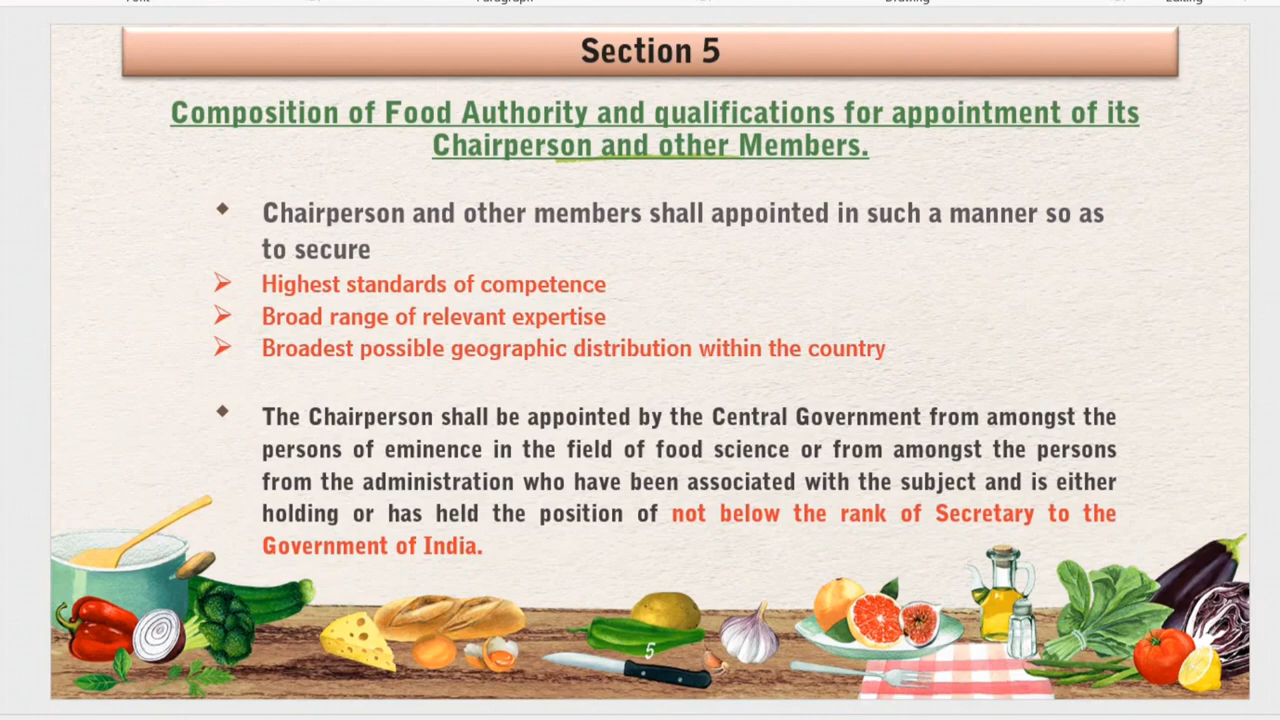 Section 5
Composition of Food Authority and qualifications for appointment of its
Chairperson and other Members.
Chairperson and other members shall appointed in such a manner so as
to secure
Highest standards of competence
Broad range of relevant expertise
Broadest possible geographic distribution within the country
The Chairperson shall be appointed by the Central Government from amongst the
persons of eminence in the field of food science or from amongst the persons
from the administration who have been associated with the subject and is either
holding or has held the position of not below the rank of Secretary to the
Government of India.
5